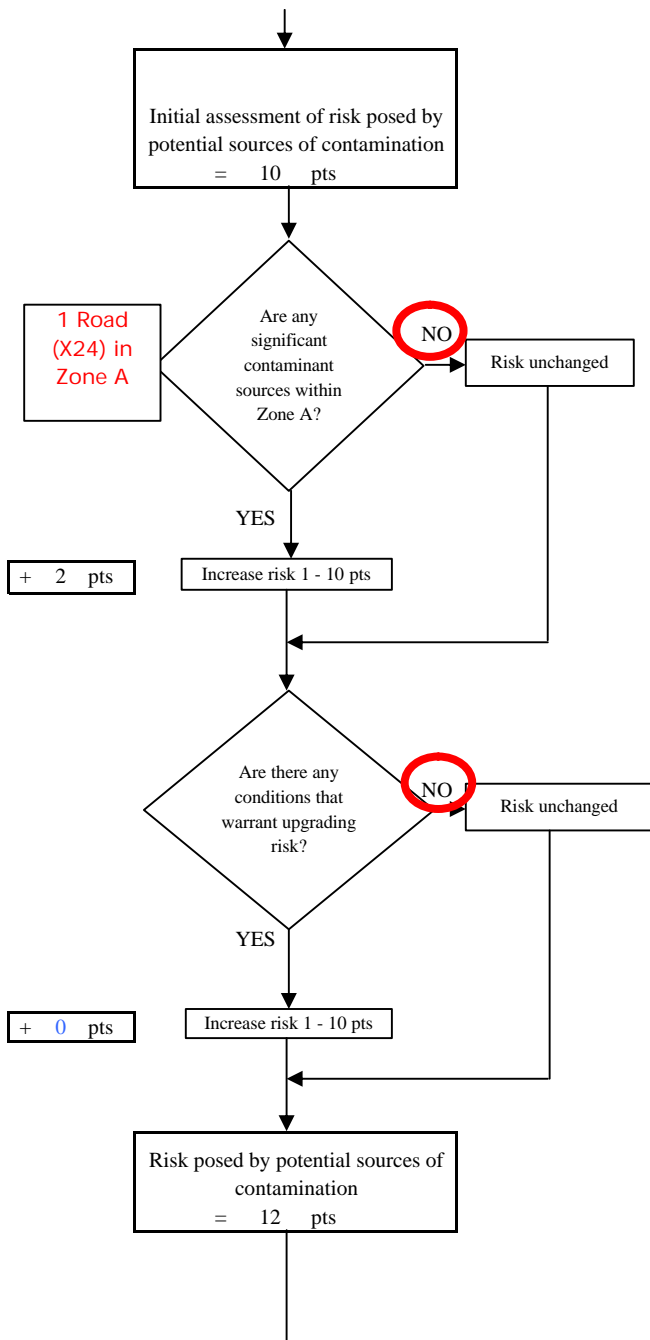 Initial assessment of risk posed by
potential sources of contamination
= 10 pts
1 Road
(X24) in
Zone A
Are any
significant
contaminant
sources within
Zone A?
NO
Risk unchanged
YES
+ 2 pts
Increase risk 1 - 10 pts
Are there any
conditions that
warrant upgrading
risk?
NO
Risk unchanged
YES
+ 0 pts
Increase risk 1 - 10 pts
Risk posed by potential sources of
contamination
= 12 pts